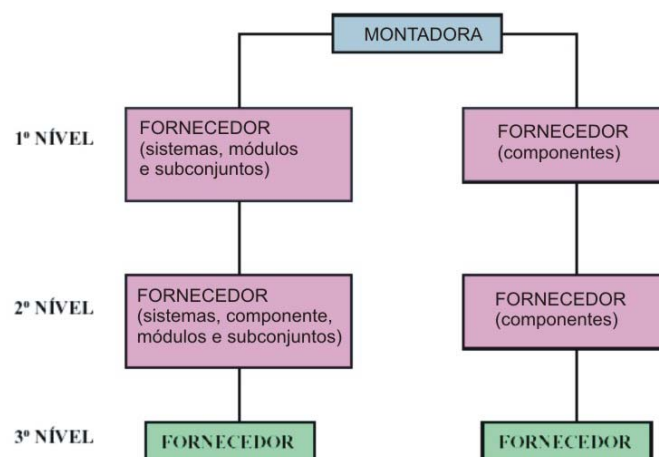 MONTADORA
1º NÍVEL
FORNECEDOR
(sistemas, módulos
e subconjuntos)
FORNECEDOR
(componentes)
2º NÍVEL
FORNECEDOR
(sistemas, componente,
módulos e subconjuntos)
FORNECEDOR
(componentes)
3º NÍVEL
FORNECEDOR
FORNECEDOR